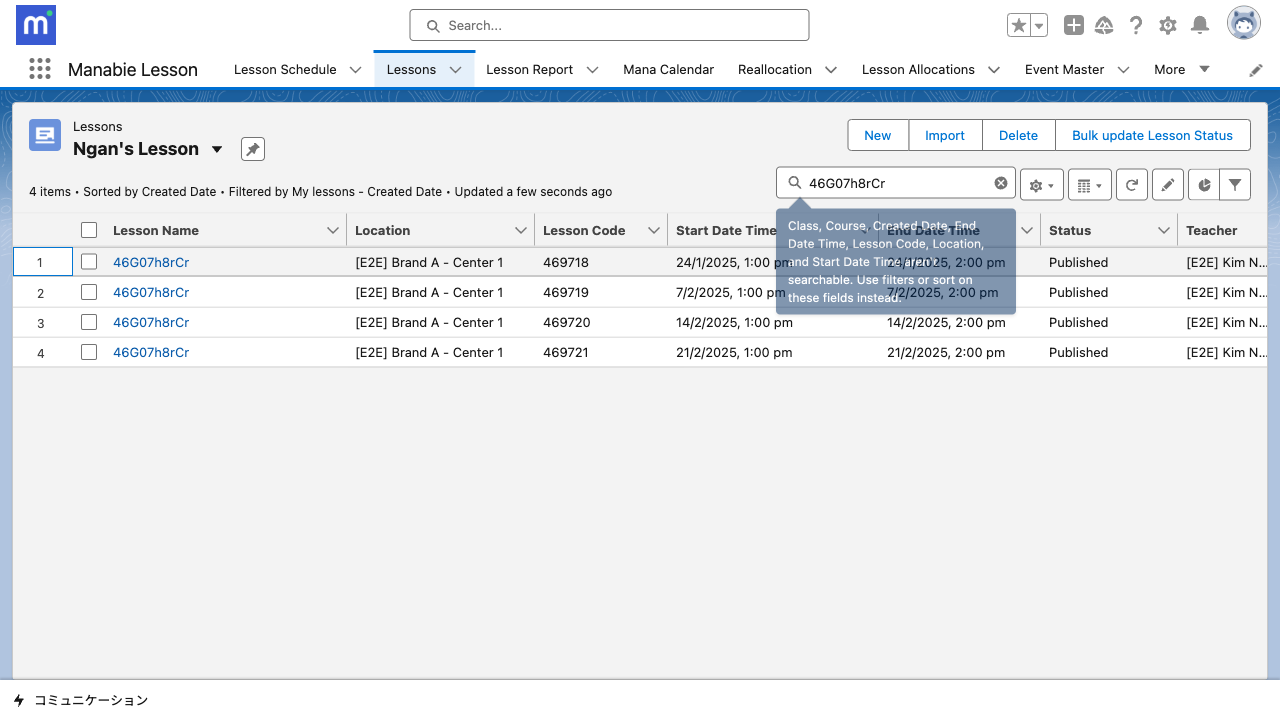 m
Search...
Manabie Lesson
Lesson Schedule
Lessons
Lesson Report
Mana Calendar
Reallocation
Lesson Allocations
Event Master
More
Lessons
Ngan's Lesson
New
Import
Delete
Bulk update Lesson Status
4 items • Sorted by Created Date • Filtered by My lessons - Created Date • Updated a few seconds ago
46G07h8rCr
Class, Course, Created Date, End
Date Time, Lesson Code, Location,
and Start Date Time aren't
searchable. Use filters or sort on
these fields instead.
Lesson Name Location Lesson Code Start Date Time End Date Time Status Teacher
1 46G07h8rCr [E2E] Brand A - Center 1 469718 24/1/2025, 1:00 pm 24/1/2025, 2:00 pm Published [E2E] Kim N...
2 46G07h8rCr [E2E] Brand A - Center 1 469719 7/2/2025, 1:00 pm 7/2/2025, 2:00 pm Published [E2E] Kim N...
3 46G07h8rCr [E2E] Brand A - Center 1 469720 14/2/2025, 1:00 pm 14/2/2025, 2:00 pm Published [E2E] Kim N...
4 46G07h8rCr [E2E] Brand A - Center 1 469721 21/2/2025, 1:00 pm 21/2/2025, 2:00 pm Published [E2E] Kim N...
コミュニケーション